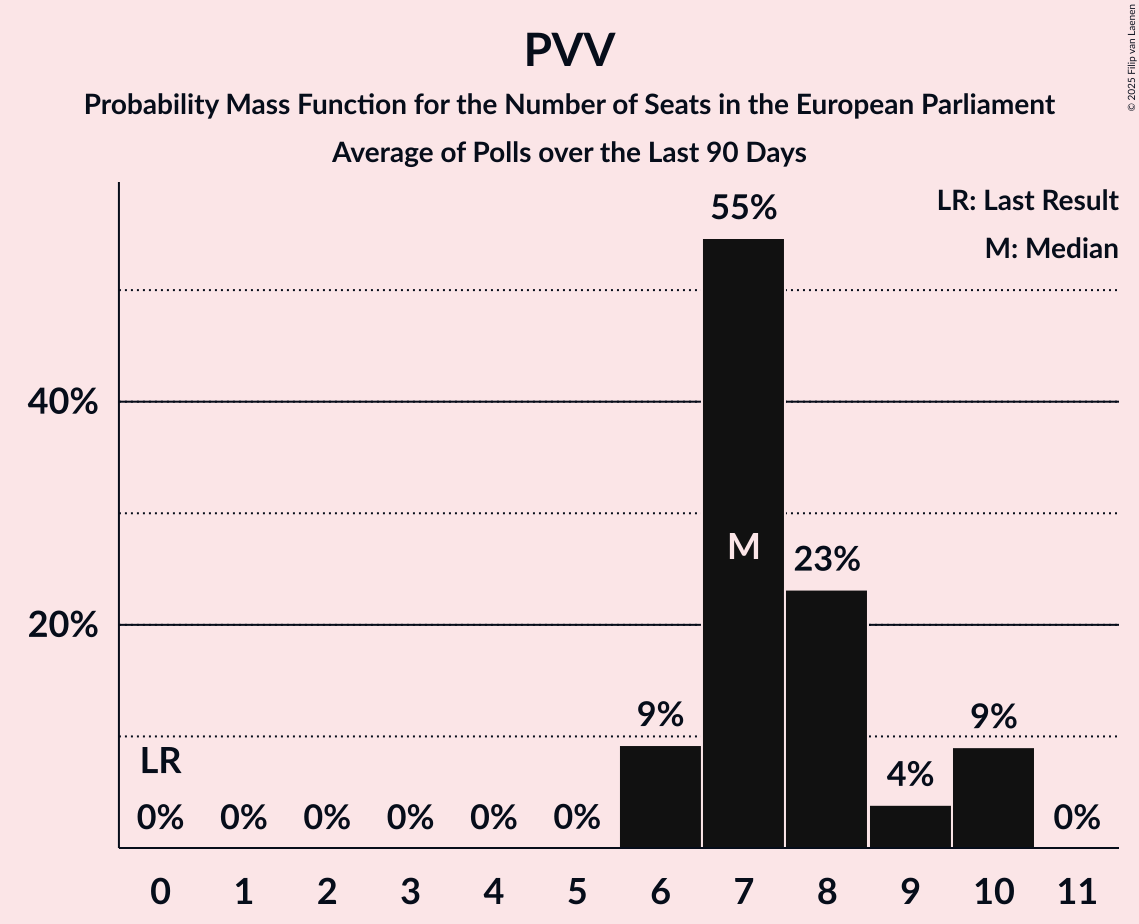 PVV
Probability Mass Function for the Number of Seats in the European Parliament
Average of Polls over the Last 90 Days
© 2025 Filip van Laenen
LR: Last Result
M: Median
55%
40%
M
23%
20%
9%
9%
4%
LR
0%
0%
0%
0%
0%
0%
0%
0 1 2 3 4 5 6 7 8 9 10 11